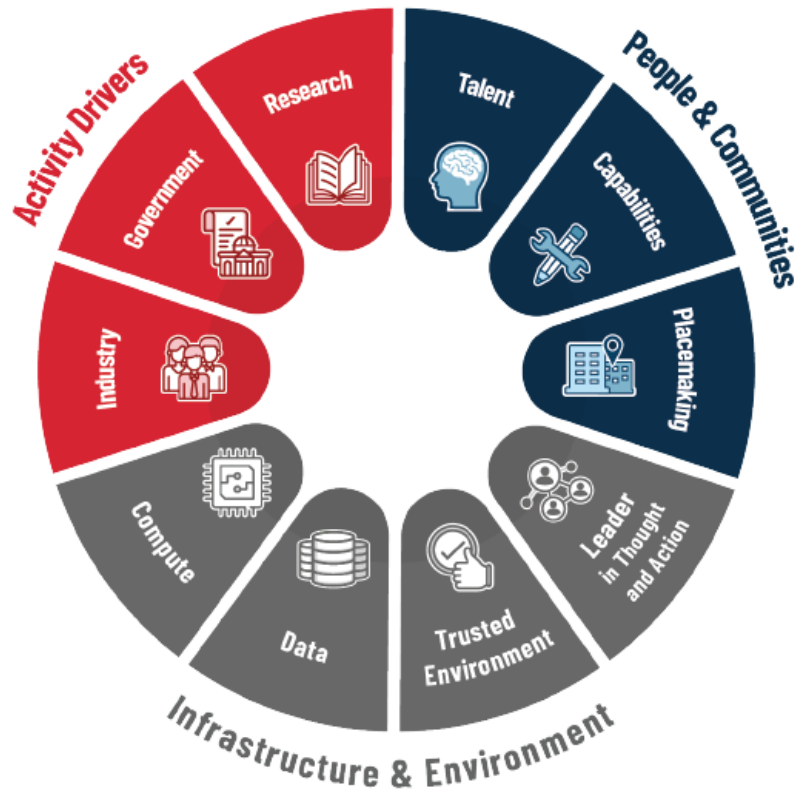 Activity Drivers
Research
Government
Industry
People & Communities
Talent
Capabilities
Placemaking
Infrastructure & Environment
Compute
Data
Trusted
Environment
Leader
in Thought
and Action